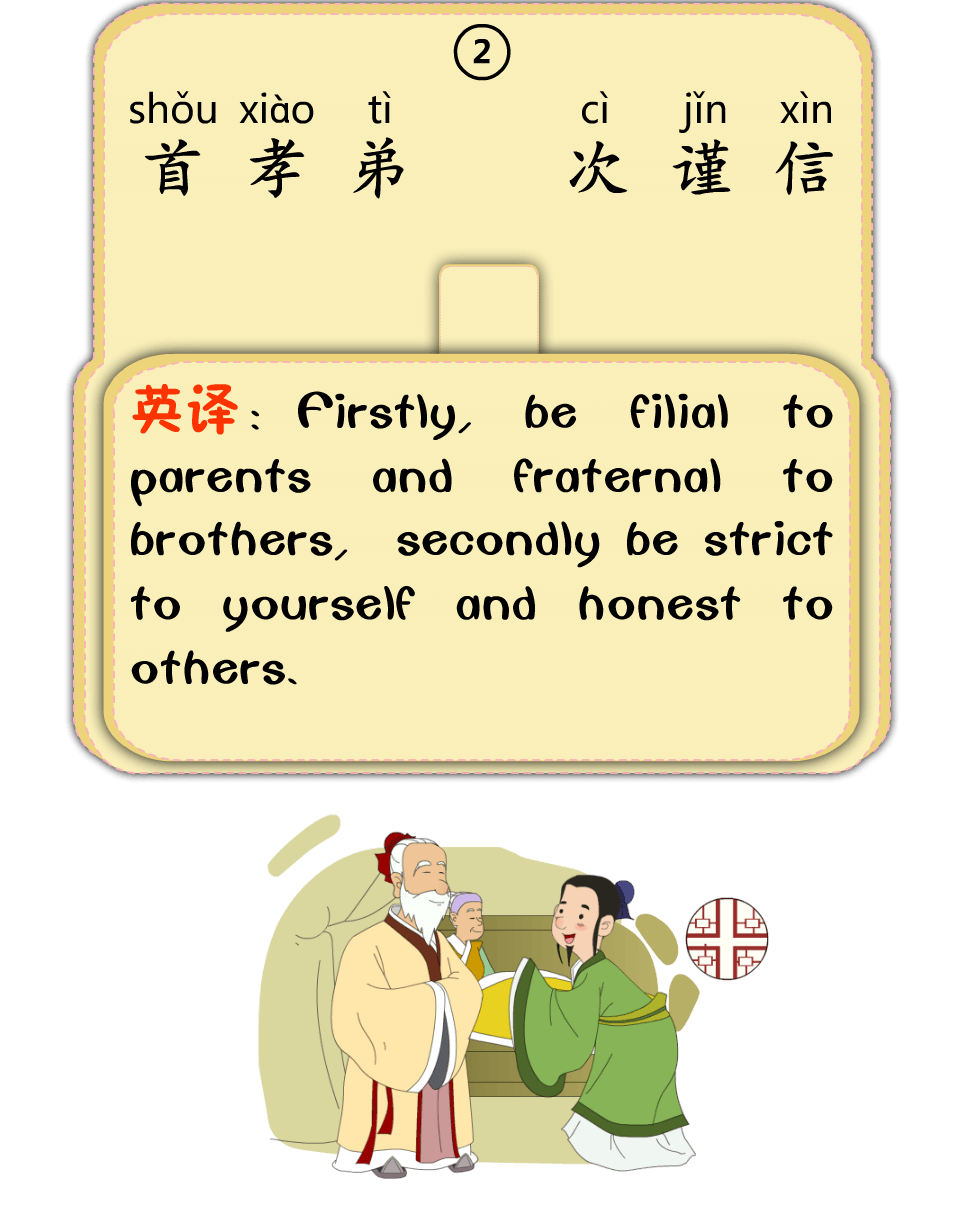 2
shǒu xiào tì cì jǐn xìn
首 孝 弟 次 谨 信
英译：Firstly, be filial to
parents and fraternal to
brothers, secondly be strict
to yourself and honest to
others.